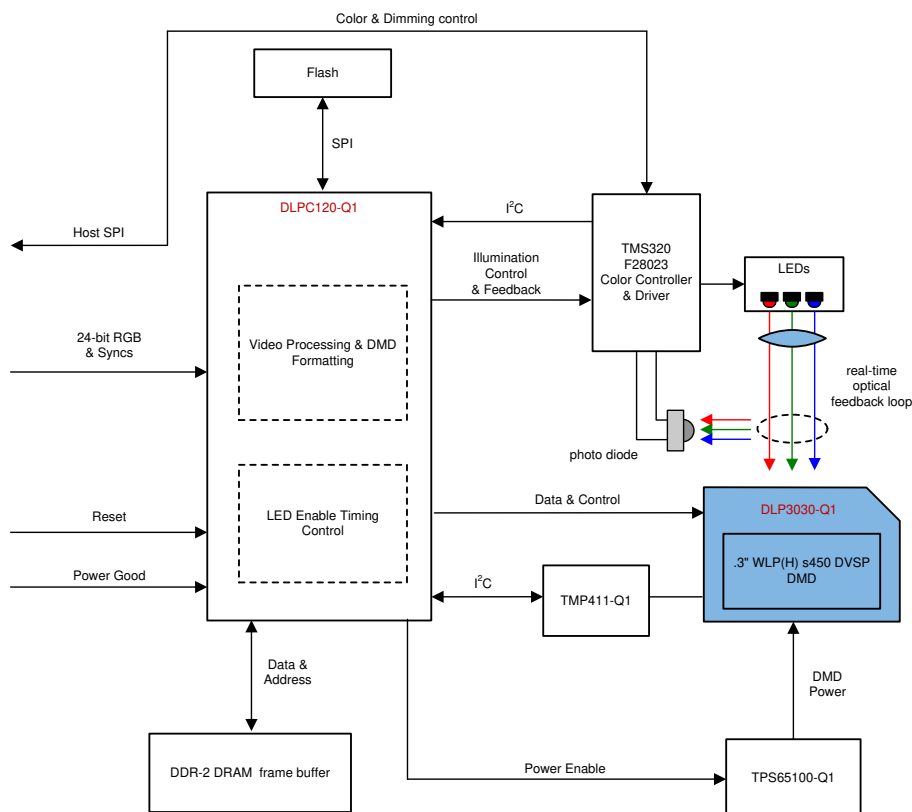 Color & Dimming control
Flash
SPI
DLPC120-Q1
Host SPI
I²C
TMS320
F28023
Color Controller
& Driver
LEDs
Illumination
Control
& Feedback
24-bit RGB
& Syncs
Video Processing & DMD
Formatting
real-time
optical
feedback loop
photo diode
Data & Control
DLP3030-Q1
LED Enable Timing
Control
Reset
.3" WLP(H) s450 DVSP
DMD
Power Good
I²C
TMP411-Q1
Data &
Address
DMD
Power
DDR-2 DRAM frame buffer
Power Enable
TPS65100-Q1